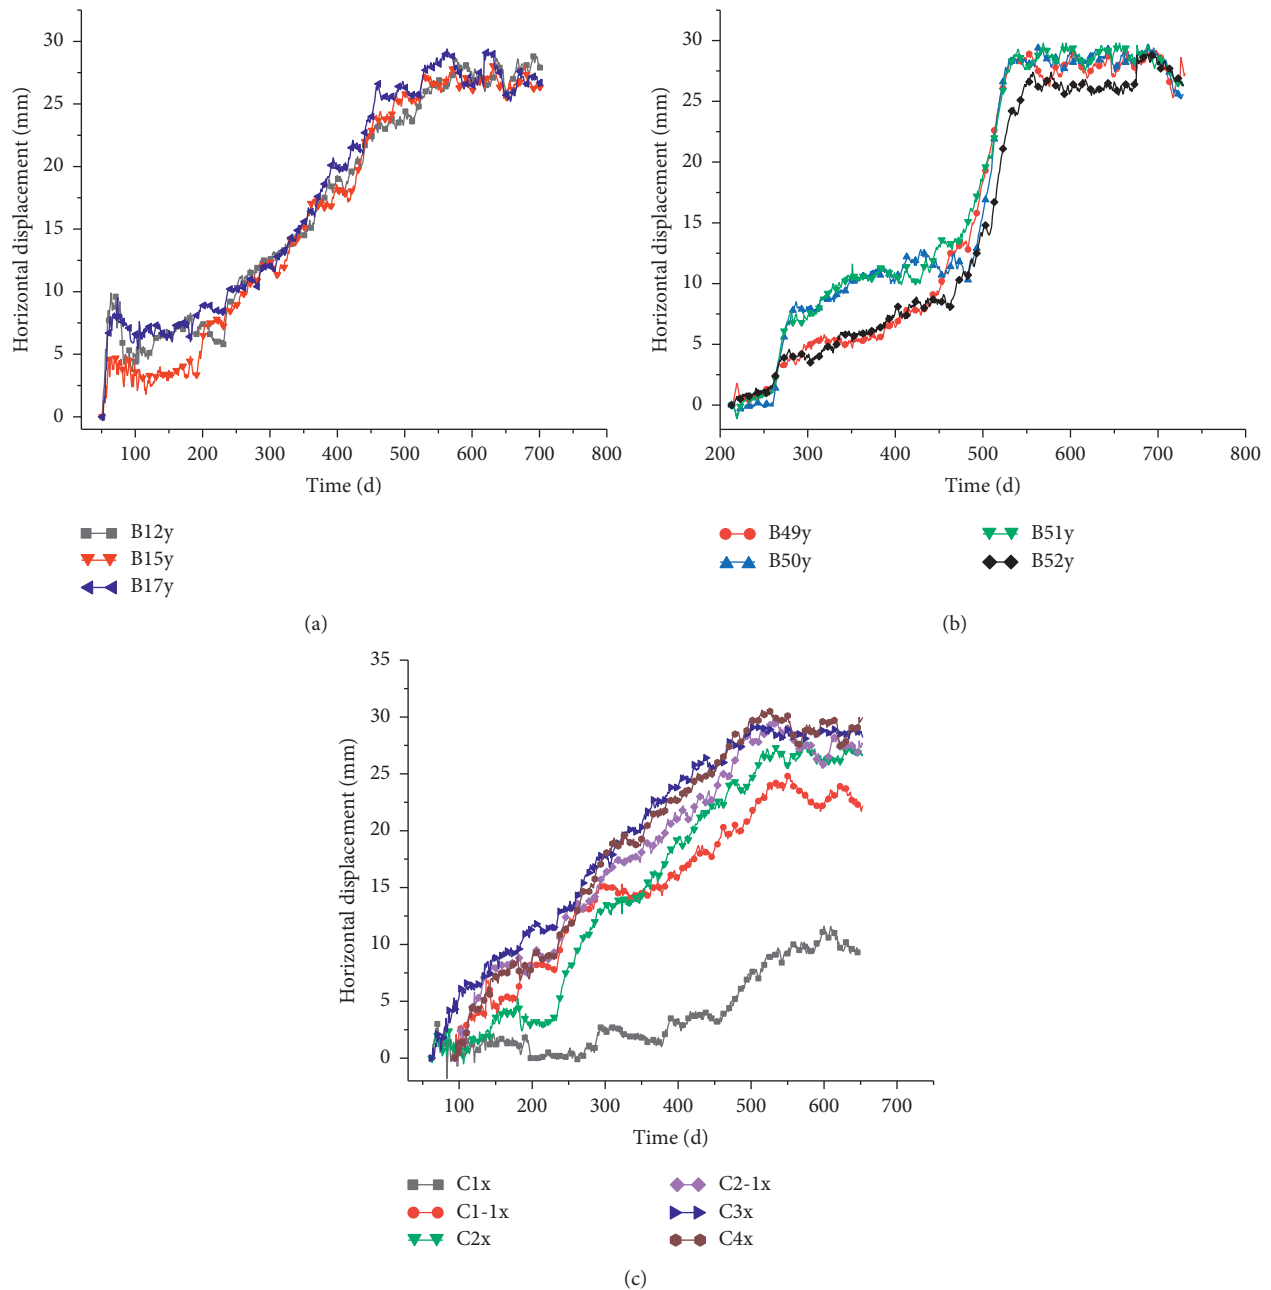 Horizontal displacement (mm)
30
25
20
15
10
5
0
100 200 300 400 500 600 700 800
Time (d)
B12y
B15y
B17y
(a)
Horizontal displacement (mm)
30
25
20
15
10
5
0
200 300 400 500 600 700 800
Time (d)
B49y B51y
B50y B52y
(b)
Horizontal displacement (mm)
35
30
25
20
15
10
5
0
100 200 300 400 500 600 700
Time (d)
C1x C2-1x
C1-1x C3x
C2x C4x
(c)